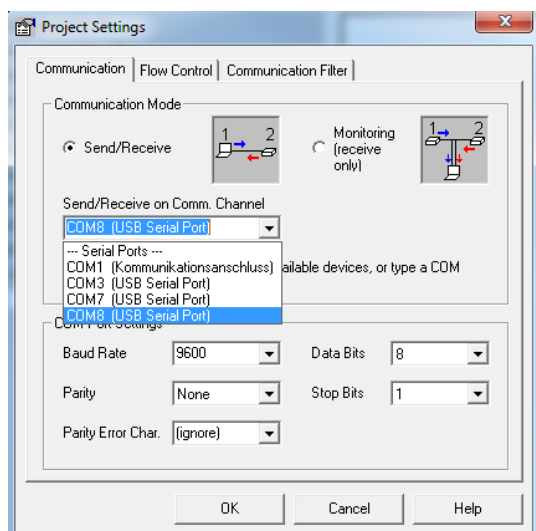 Project Settings
Communication Flow Control Communication Filter
Communication Mode
Send/Receive
1 2
Monitoring
(receive
only)
1 2
Send/Receive on Comm. Channel
COM8 (USB Serial Port)
--- Serial Ports ---
COM1 (Kommunikationsanschluss) ailable devices, or type a COM
COM3 (USB Serial Port)
COM7 (USB Serial Port)
COM8 (USB Serial Port)
Baud Rate 9600 Data Bits 8
Parity None Stop Bits 1
Parity Error Char. (ignore)
OK Cancel Help